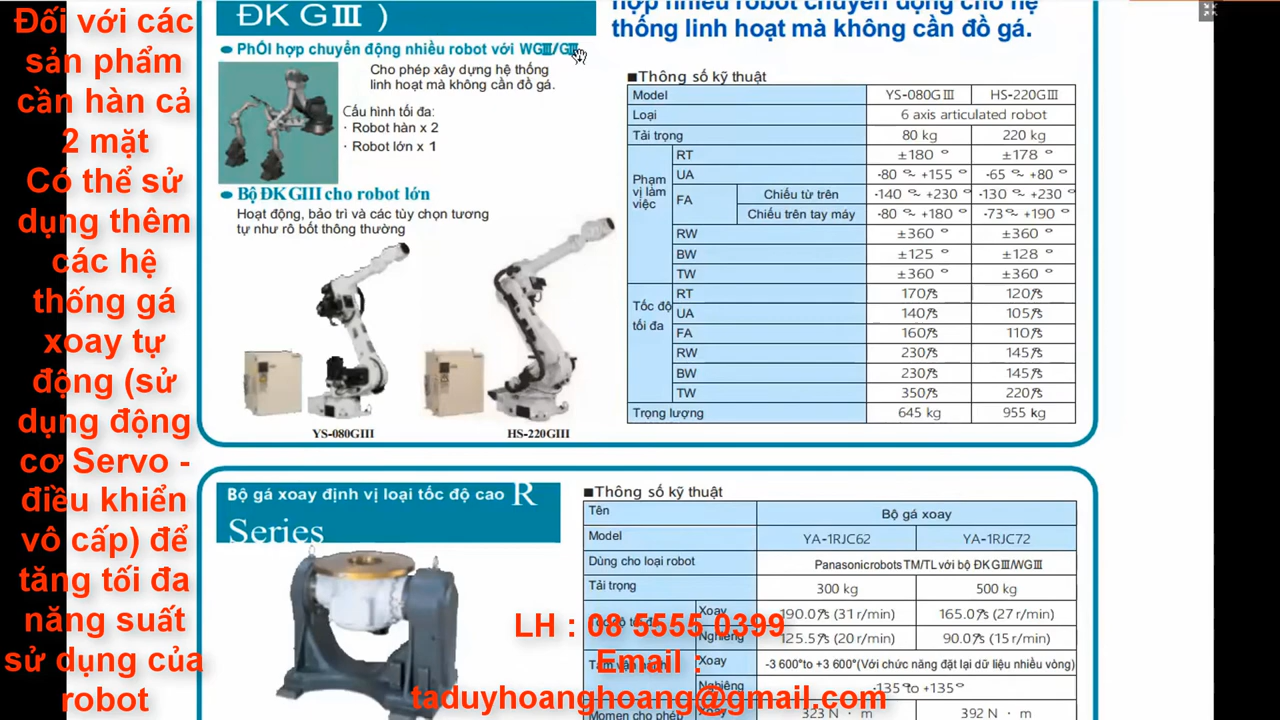 Đối với các
sản phẩm
cần hàn cả
2 mặt
Có thể sử
dụng thêm
các hệ
thống gá
xoay tự
động (sử
dụng động
cơ Servo -
điều khiển
vô cấp) để
tăng tối đa
năng suất
sử dụng của
robot
ĐK GⅢ )
hợp nhiều robot chuyển động cho hệ
thống linh hoạt mà không cần đồ gá.
● PhỐI hợp chuyển động nhiều robot với WGⅢ/GⅢ
Cho phép xây dựng hệ thống
linh hoạt mà không cần đồ gá.
Cấu hình tối đa:
· Robot hàn x 2
· Robot lớn x 1
● Bộ ĐK GIII cho robot lớn
Hoạt động, bảo trì và các tùy chọn tương
tự như rô bốt thông thường
YS-080GIII HS-220GIII
■Thông số kỹ thuật
Model YS-080GⅢ HS-220GⅢ
Loại 6 axis articulated robot
Tải trọng 80 kg 220 kg
Phạm vị làm việc
RT ±180 ° ±178 °
UA -80 °~ +155 ° -65 °~ +80 °
FA Chiếu từ trên -140 °~ +230 ° -130 °~ +230 °
Chiếu trên tay máy -80 °~ +180 ° -73 °~ +190 °
RW ±360 ° ±360 °
BW ±125 ° ±128 °
TW ±360 ° ±360 °
Tốc độ tối đa
RT 170°/s 120°/s
UA 140°/s 105°/s
FA 160°/s 110°/s
RW 230°/s 145°/s
BW 230°/s 145°/s
TW 350°/s 220°/s
Trọng lượng 645 kg 955 kg
Bộ gá xoay định vị loại tốc độ cao R
Series
■Thông số kỹ thuật
Tên Bộ gá xoay
Model YA-1RJC62 YA-1RJC72
Dùng cho loại robot Panasonic robots TM/TL với bộ ĐK GⅢ/WGⅢ
Tải trọng 300 kg 500 kg
Xoay 190.0°/s (31 r/min) 165.0°/s (27 r/min)
Nghiêng 125.5°/s (20 r/min) 90.0°/s (15 r/min)
Xoay -3 600°to +3 600°(Với chức năng đặt lại dữ liệu nhiều vòng)
Nghiêng -135°to +135°
Momen cho phép Xoay 323 N · m 392 N · m
LH : 08 5555 0399
Email :
taduyhoanghoang@gmail.com